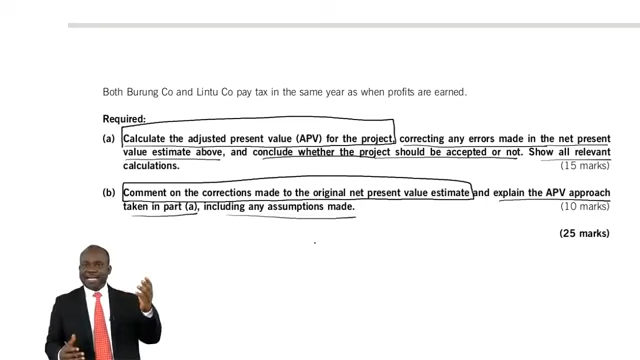 Both Burung Co and Lintu Co pay tax in the same year as when profits are earned.
Required:
(a) Calculate the adjusted present value (APV) for the project, correcting any errors made in the net present
value estimate above, and conclude whether the project should be accepted or not. Show all relevant
calculations. (15 marks)
(b) Comment on the corrections made to the original net present value estimate and explain the APV approach
taken in part (a), including any assumptions made. (10 marks)
(25 marks)